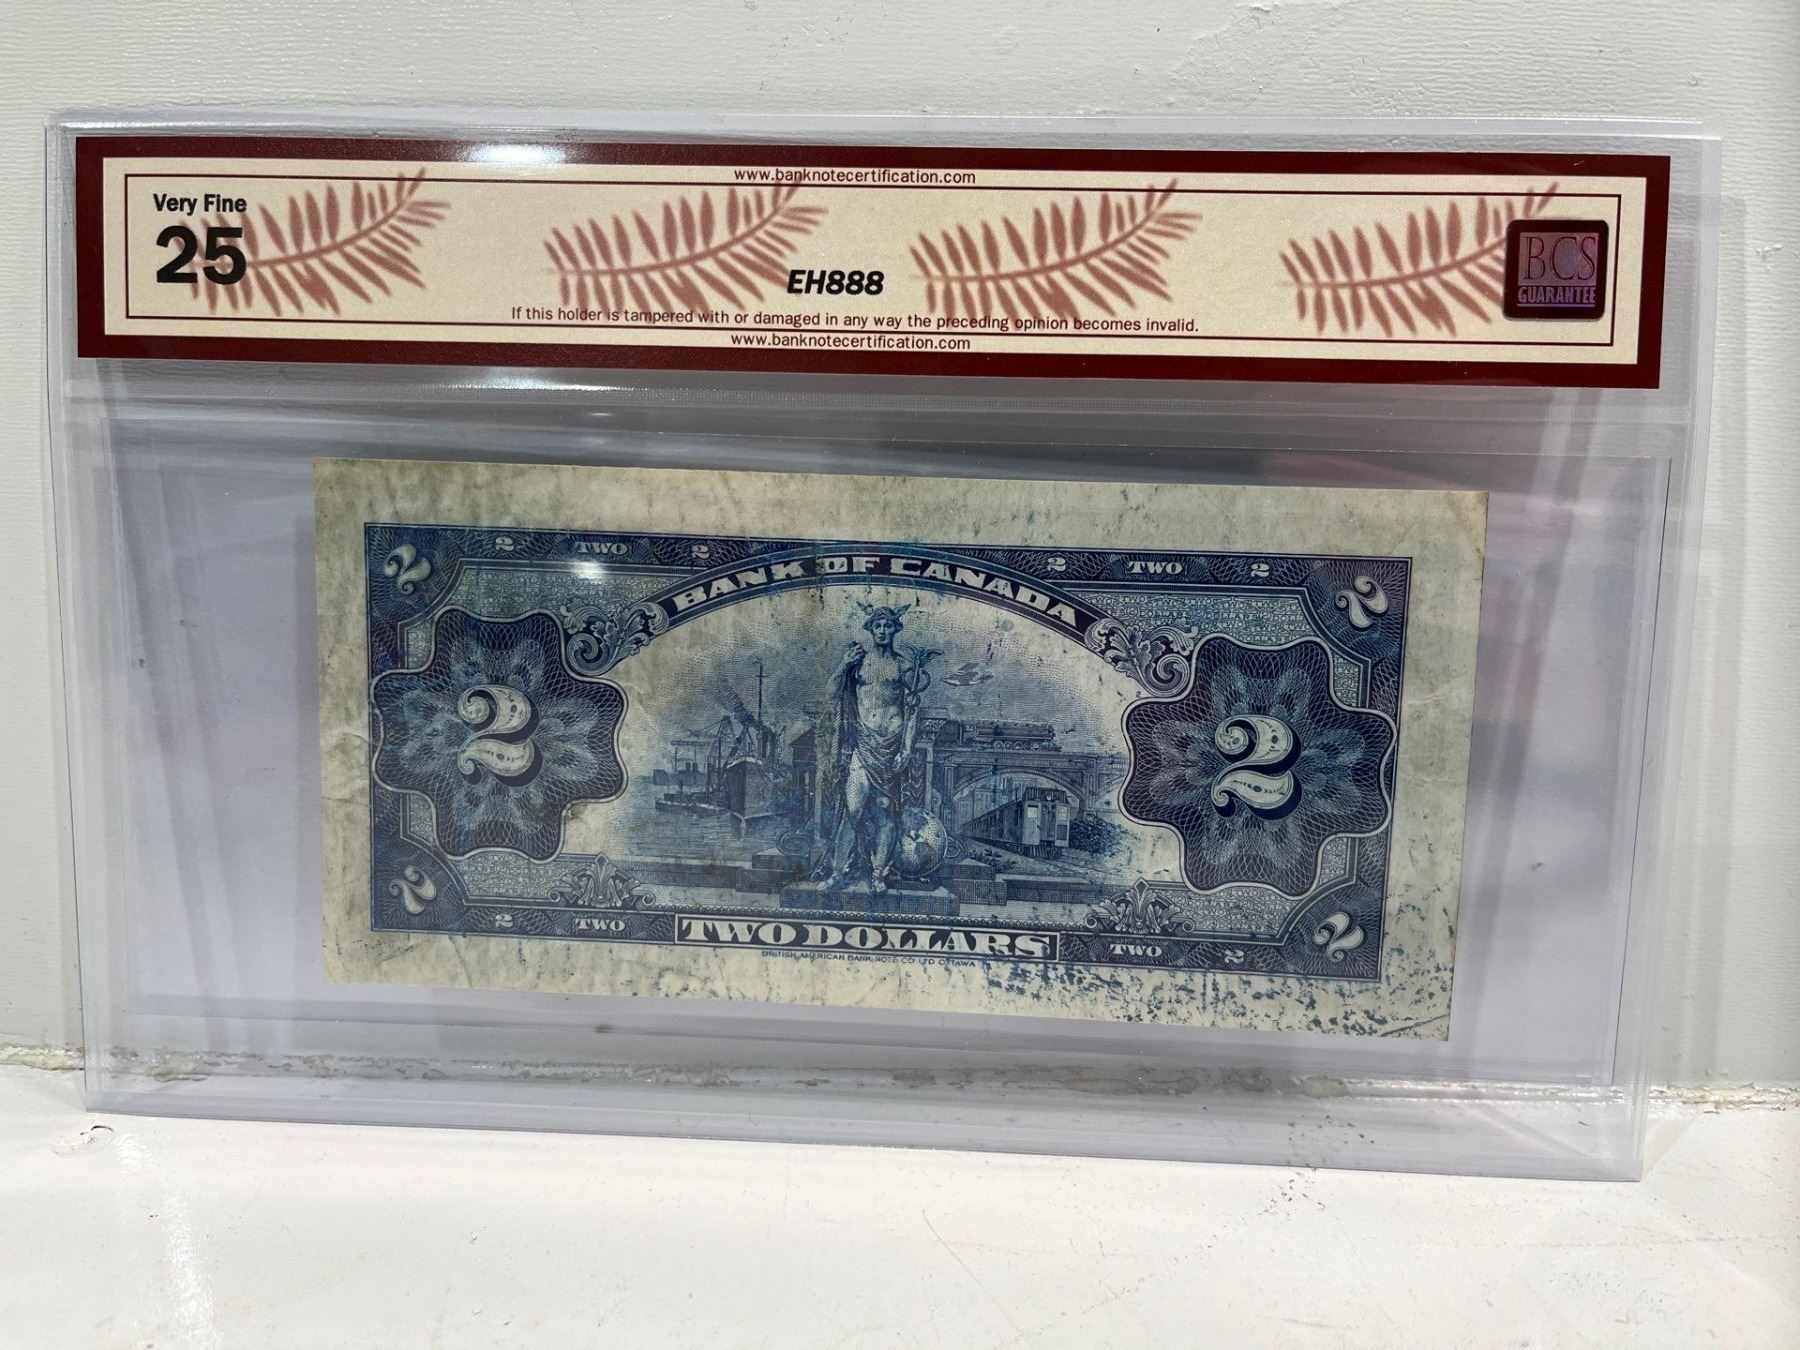 www.banknotecertification.com
Very Fine
25
EH888
BCS
GUARANTEE
If this holder is tampered with or damaged in any way the preceding opinion becomes invalid.
www.banknotecertification.com
2 2 TWO 2 2 TWO 2 2
BANK OF CANADA
2 2
2 2 TWO TWO DOLLARS TWO 2 2
BRITISH AMERICAN BANK NOTE CO LTD OTTAWA